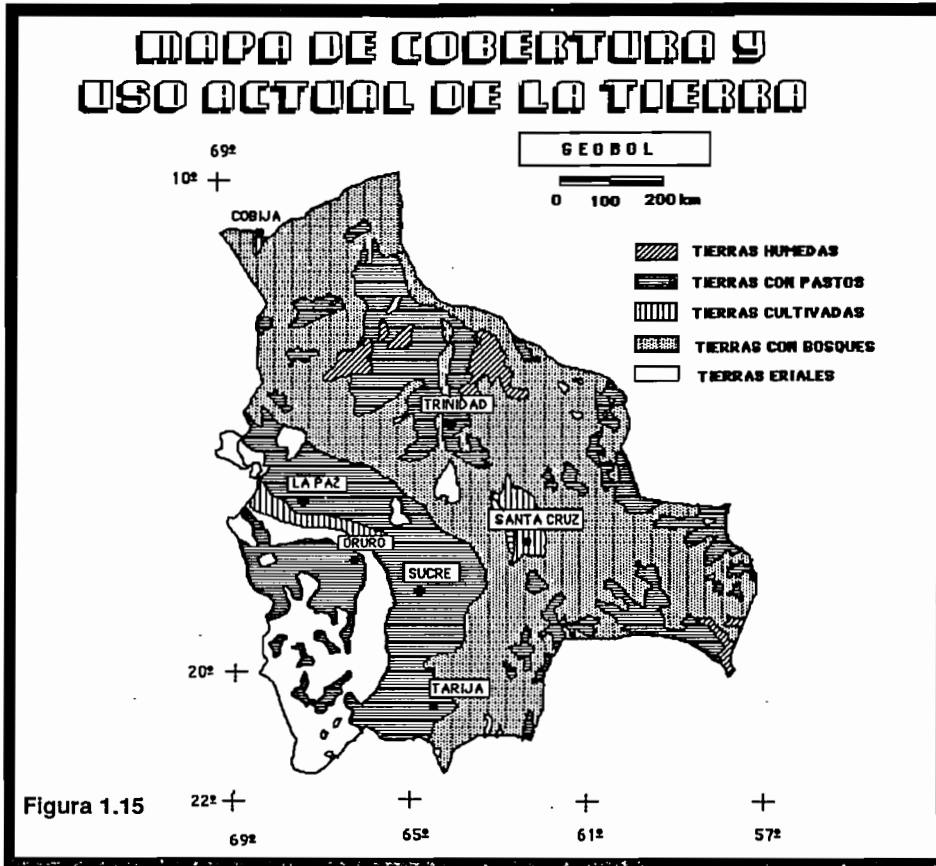 MAPA DE COBERTURA Y
USO ACTUAL DE LA TIERRA
GEOBOL
0 100 200 km
69º
10º
COBIJA
TIERRAS HUMEDAS
TIERRAS CON PASTOS
TIERRAS CULTIVADAS
TIERRAS CON BOSQUES
TIERRAS ERIALES
TRINIDAD
LA PAZ
SANTA CRUZ
ORURO
SUCRE
20º
TARIJA
Figura 1.15
22º
69º 65º 61º 57º